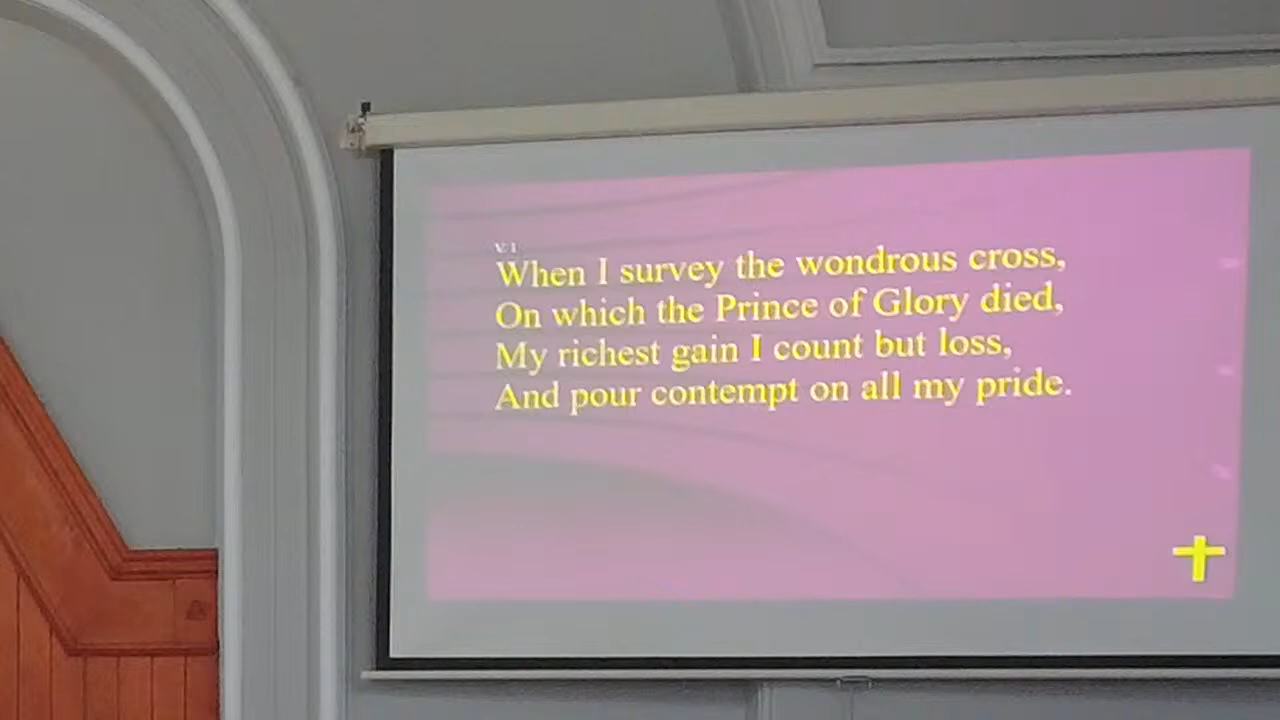 V: 1
When I survey the wondrous cross,
On which the Prince of Glory died,
My richest gain I count but loss,
And pour contempt on all my pride.